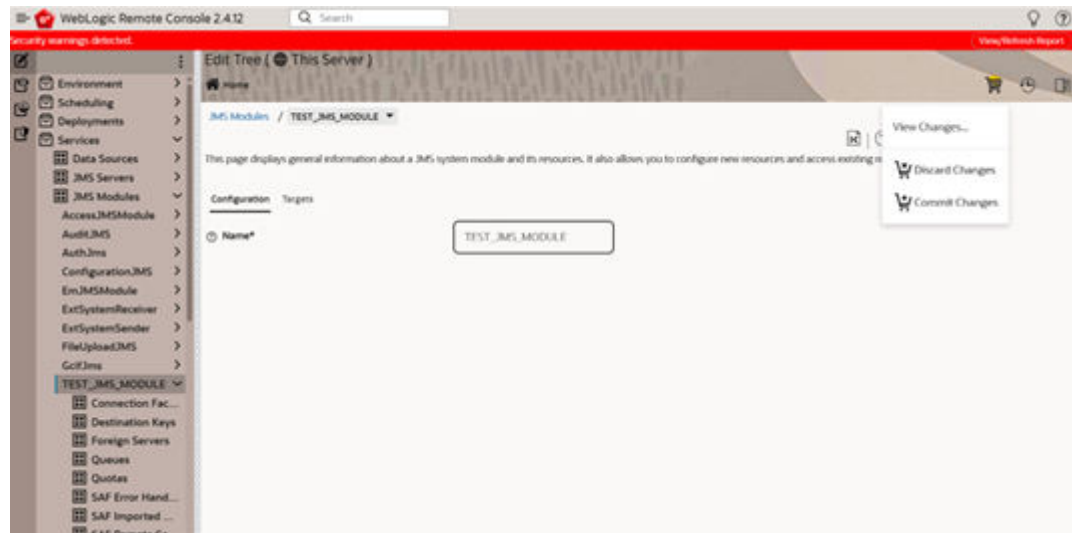 WebLogic Remote Console 2.4.12
Search
Security warnings detected.
View/Refresh Report
Edit Tree ( This Server )
Home
Environment
Scheduling
Deployments
Services
Data Sources
JMS Servers
JMS Modules
AccessJMSModule
AuditJMS
AuthJms
ConfigurationJMS
EmJMSModule
ExtSystemReceiver
ExtSystemSender
FileUploadJMS
GcifJms
TEST_JMS_MODULE
Connection Fac...
Destination Keys
Foreign Servers
Queues
Quotas
SAF Error Hand...
SAF Imported ...
JMS Modules / TEST_JMS_MODULE
This page displays general information about a JMS system module and its resources. It also allows you to configure new resources and access existing
Configuration Targets
Name* TEST_JMS_MODULE
View Changes...
Discard Changes
Commit Changes